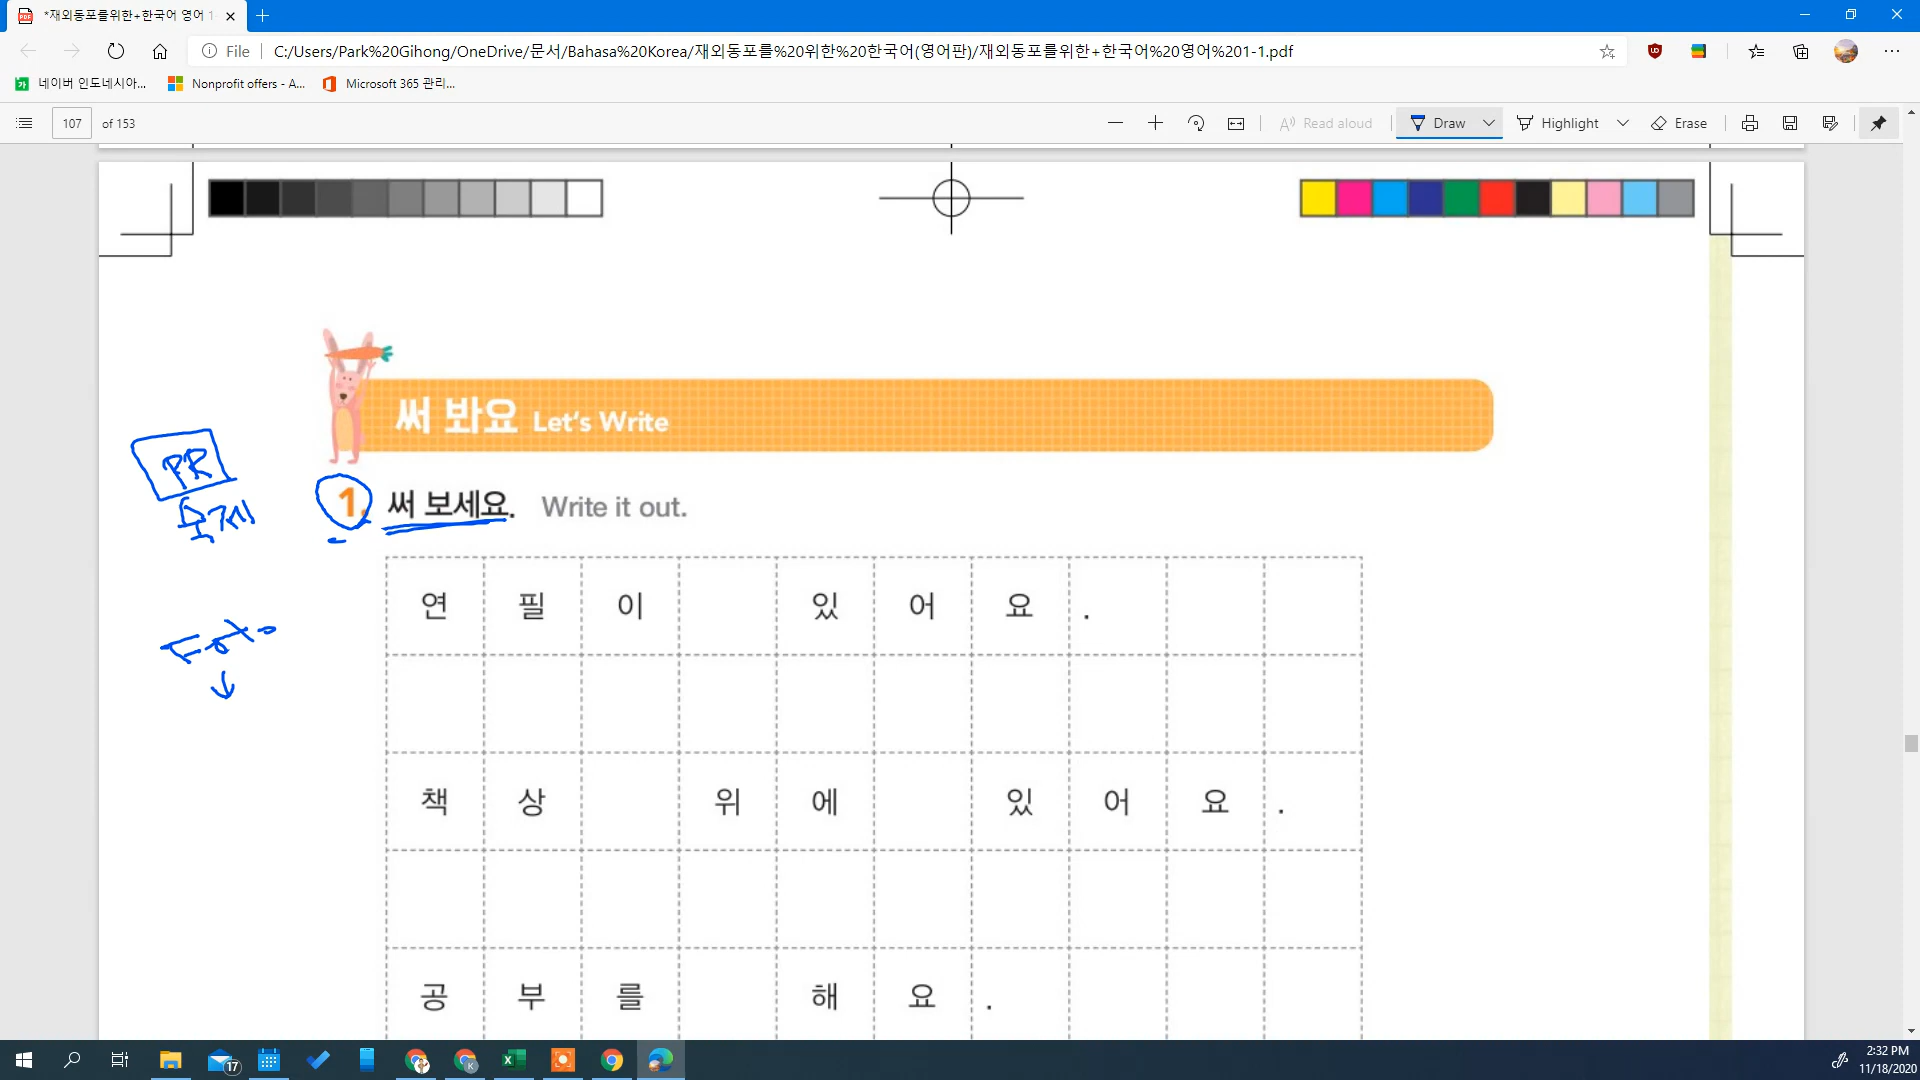 *재외동포를위한+한국어 영어 1
File
C:/Users/Park%20Gihong/OneDrive/문서/Bahasa%20Korea/재외동포를%20위한%20한국어(영어판)/재외동포를위한+한국어%20영어%201-1.pdf
네이버 인도네시아... Nonprofit offers - A... Microsoft 365 관리...
107 of 153 Read aloud Draw Highlight Erase
써 봐요 Let's Write
PR
숙제
1. 써 보세요. Write it out.
연필이 있어요.
Foto
책상 위에 있어요.
공부를 해요.
17
2:32 PM
11/18/2020